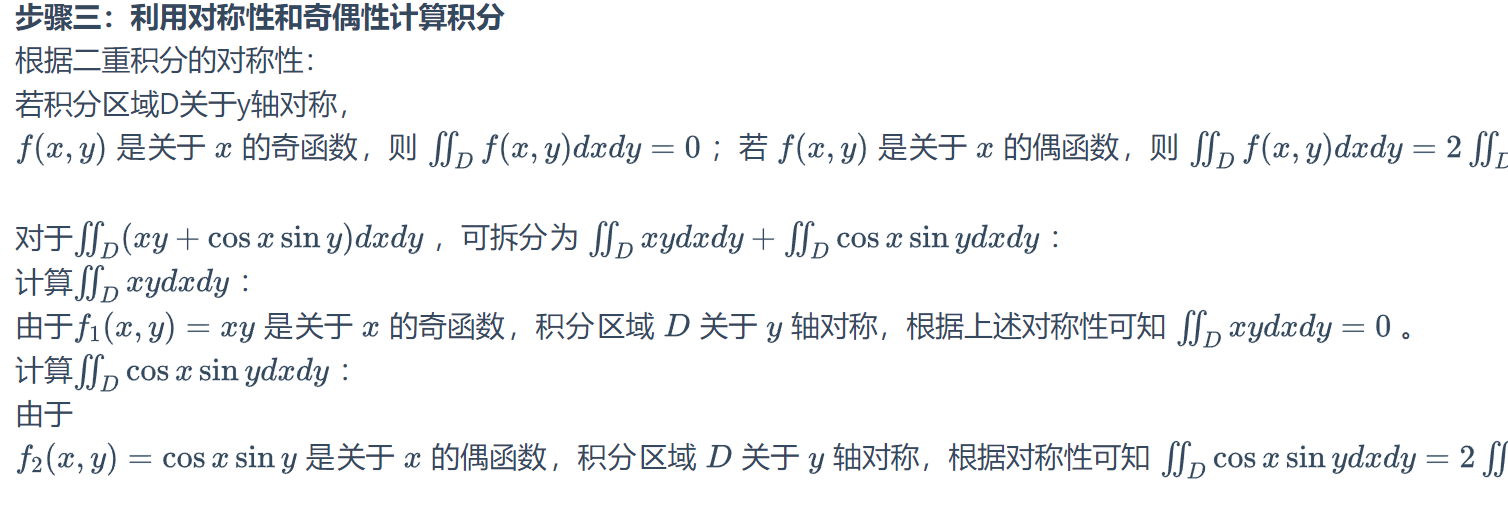 步骤三：利用对称性和奇偶性计算积分
根据二重积分的对称性：
若积分区域D关于y轴对称，
$f(x,y)$ 是关于 $x$ 的奇函数，则 $\iint_D f(x,y)dxdy = 0$ ；若 $f(x,y)$ 是关于 $x$ 的偶函数，则 $\iint_D f(x,y)dxdy = 2\iint_D$
对于$\iint_D (xy + \cos x \sin y)dxdy$ ，可拆分为 $\iint_D xydxdy + \iint_D \cos x \sin ydxdy$ ：
计算$\iint_D xydxdy$ ：
由于$f_1(x,y) = xy$ 是关于 $x$ 的奇函数，积分区域 $D$ 关于 $y$ 轴对称，根据上述对称性可知 $\iint_D xydxdy = 0$ 。
计算$\iint_D \cos x \sin ydxdy$ ：
由于
$f_2(x,y) = \cos x \sin y$ 是关于 $x$ 的偶函数，积分区域 $D$ 关于 $y$ 轴对称，根据对称性可知 $\iint_D \cos x \sin ydxdy = 2\iint$